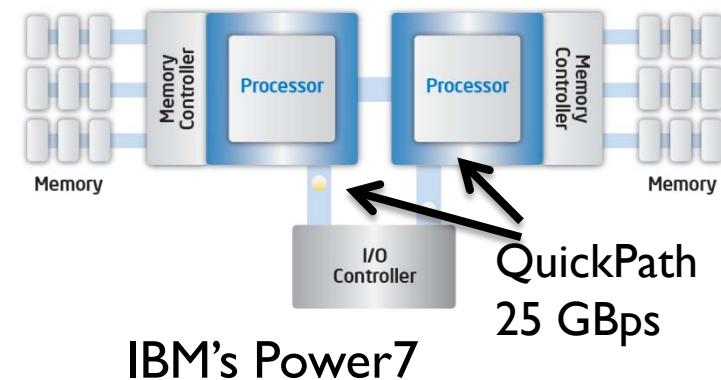 Memory Controller
Processor
Processor
Memory Controller
Memory
Memory
I/O
Controller
QuickPath
25 GBps
IBM's Power7